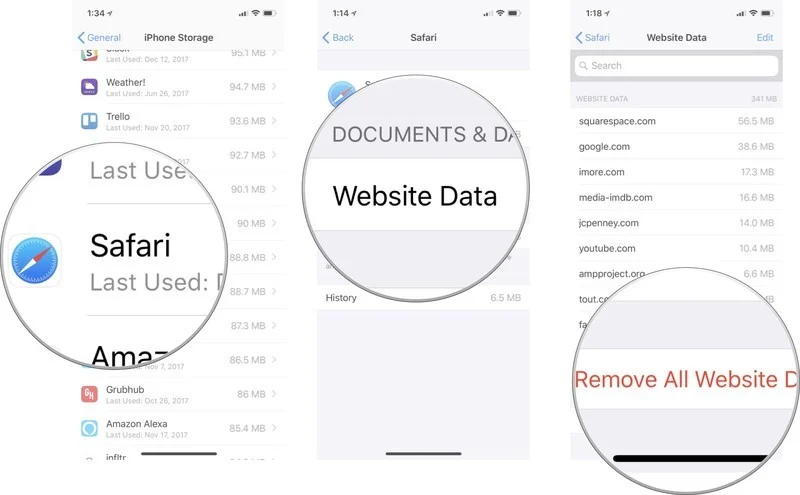 1:34
General
iPhone Storage
Slack
95.1 MB
Last Used: Dec 12, 2017
Weather!
94.7 MB
Last Used: Jun 26, 2017
Trello
93.6 MB
Last Used: Nov 20, 2017
92.7 MB
Last Use
90.1 MB
90 MB
Safari
88.8 MB
Last Used: D
88.7 MB
87.3 MB
Amaz
86.5 MB
Nov 7, 2017
Grubhub
86 MB
Last Used: Oct 26, 2017
Amazon Alexa
85.4 MB
Last Used: Nov 17, 2017
infltr
1:14
Back
Safari
DOCUMENTS & DA
Website Data
History
6.5 MB
1:18
Safari
Website Data
Edit
Search
WEBSITE DATA
341 MB
squarespace.com
56.5 MB
google.com
38.6 MB
imore.com
17.3 MB
media-imdb.com
16.6 MB
jcpenney.com
14.0 MB
youtube.com
10.4 MB
ampproject.org
6.6 MB
tout.co
MB
fa
Remove All Website D